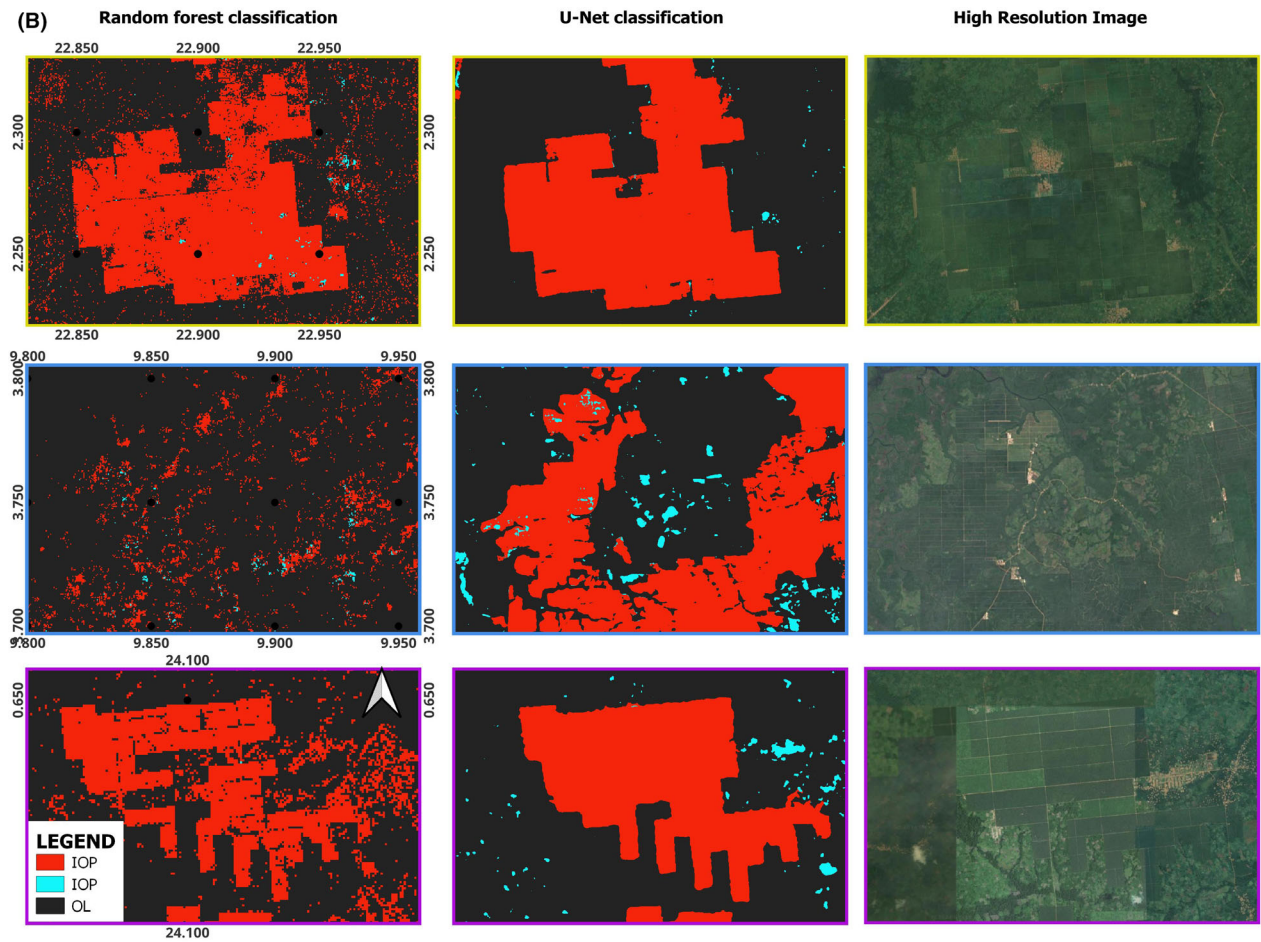 (B)
Random forest classification
U-Net classification
High Resolution Image
22.850 22.900 22.950
2.300
2.250
2.300
2.250
22.850 22.900 22.950
9.800 9.850 9.900 9.950
3.800
3.750
3.700
3.800
3.750
3.700
9.800 9.850 9.900 9.950
24.100
0.650
0.650
LEGEND
IOP
IOP
OL
24.100